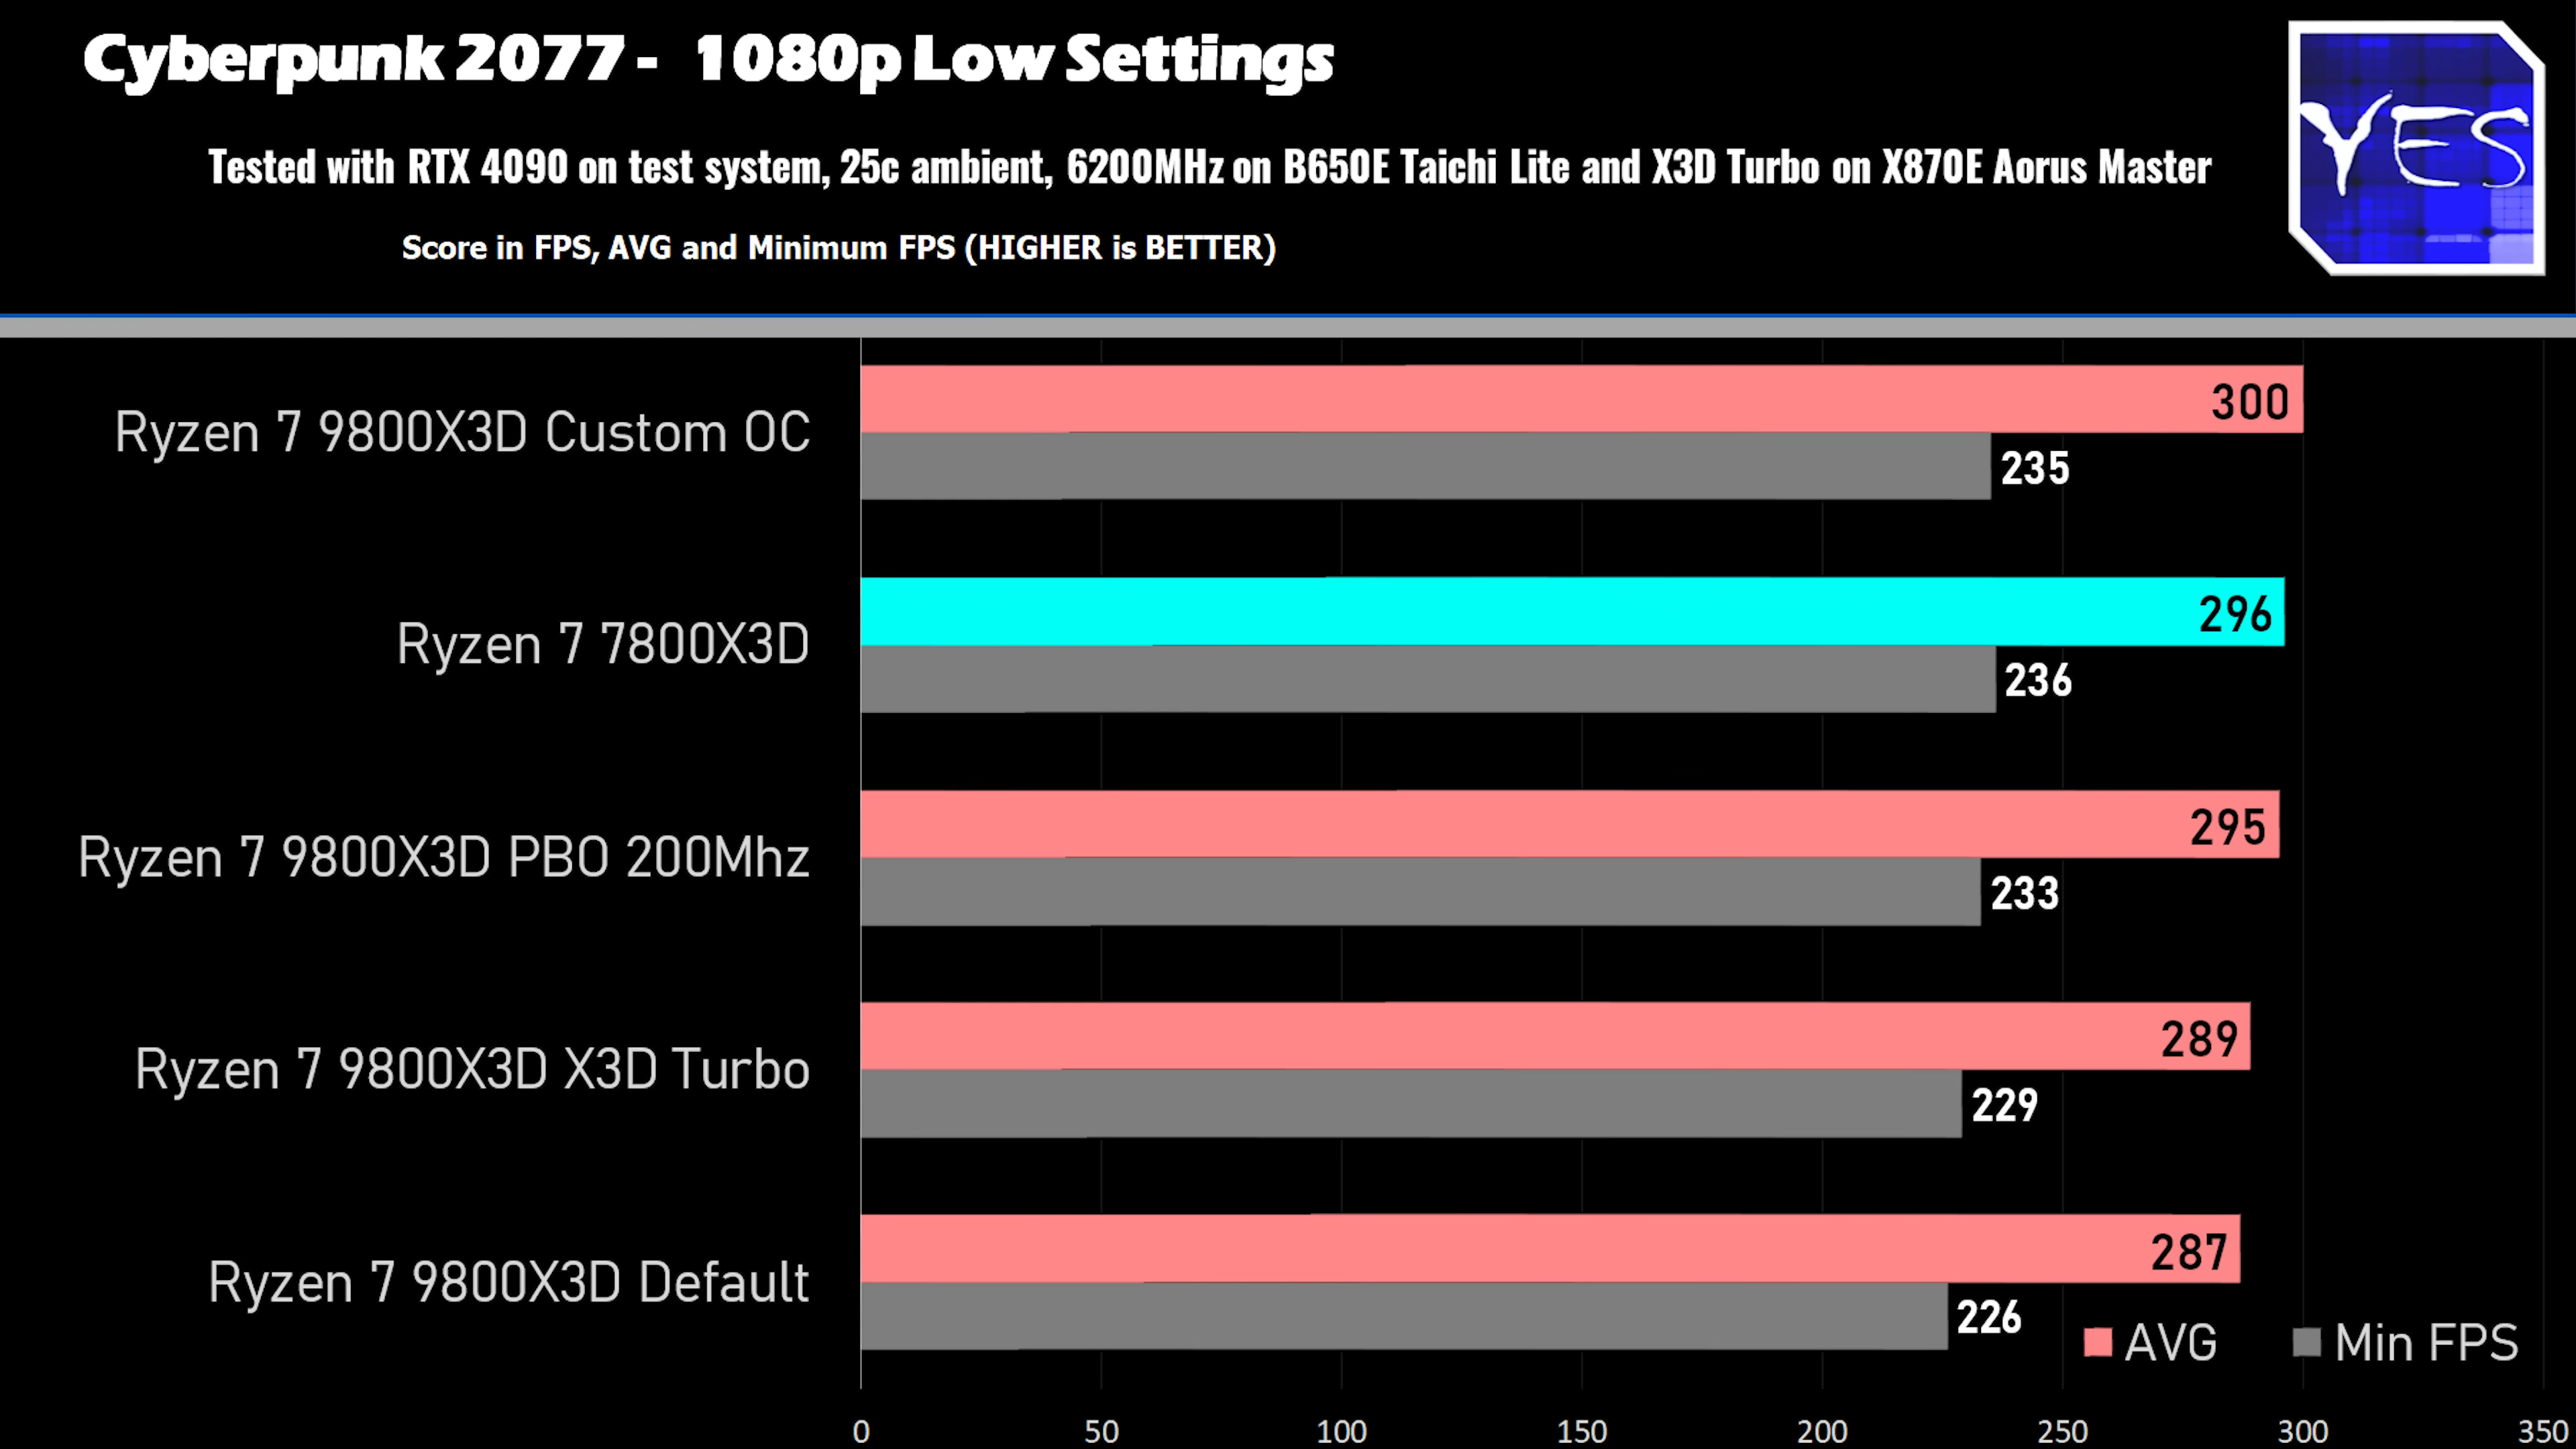 Cyberpunk 2077 - 1080p Low Settings
YES
Tested with RTX 4090 on test system, 25c ambient, 6200MHz on B650E Taichi Lite and X3D Turbo on X870E Aorus Master
Score in FPS, AVG and Minimum FPS (HIGHER is BETTER)
Ryzen 7 9800X3D Custom OC
300
235
Ryzen 7 7800X3D
296
236
Ryzen 7 9800X3D PBO 200Mhz
295
233
Ryzen 7 9800X3D X3D Turbo
289
229
Ryzen 7 9800X3D Default
287
226
AVG Min FPS
0 50 100 150 200 250 300 350